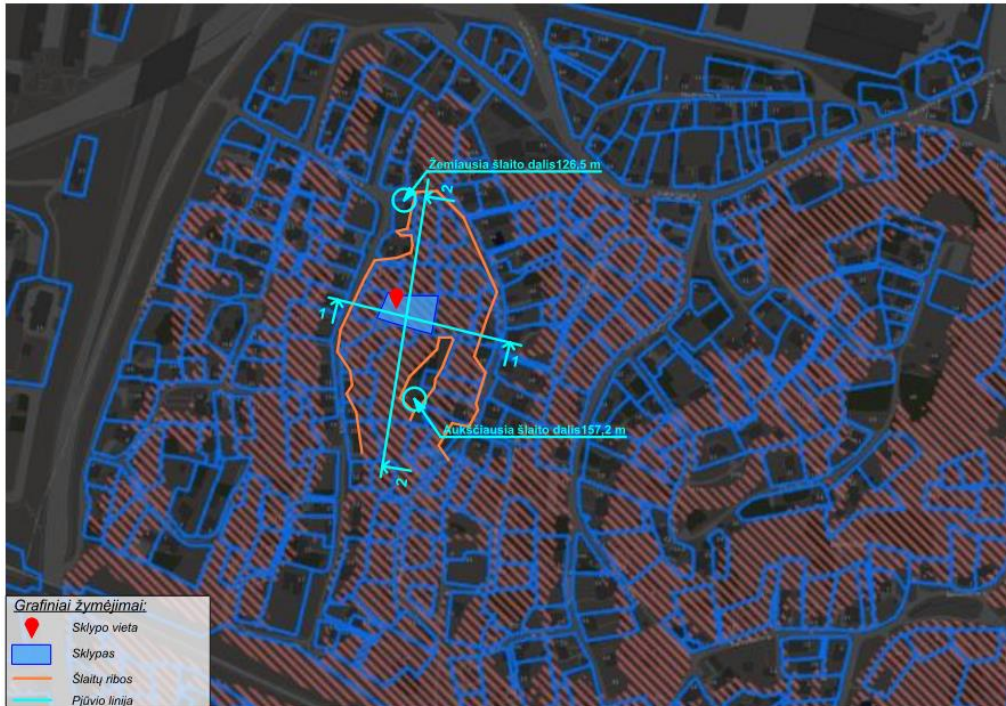 Žemiausia šlaito dalis126,5 m
2
1
1
Aukščiausia šlaito dalis157,2 m
2
Grafiniai žymėjimai:
Sklypo vieta
Sklypas
Šlaitų ribos
Pjūvio linija